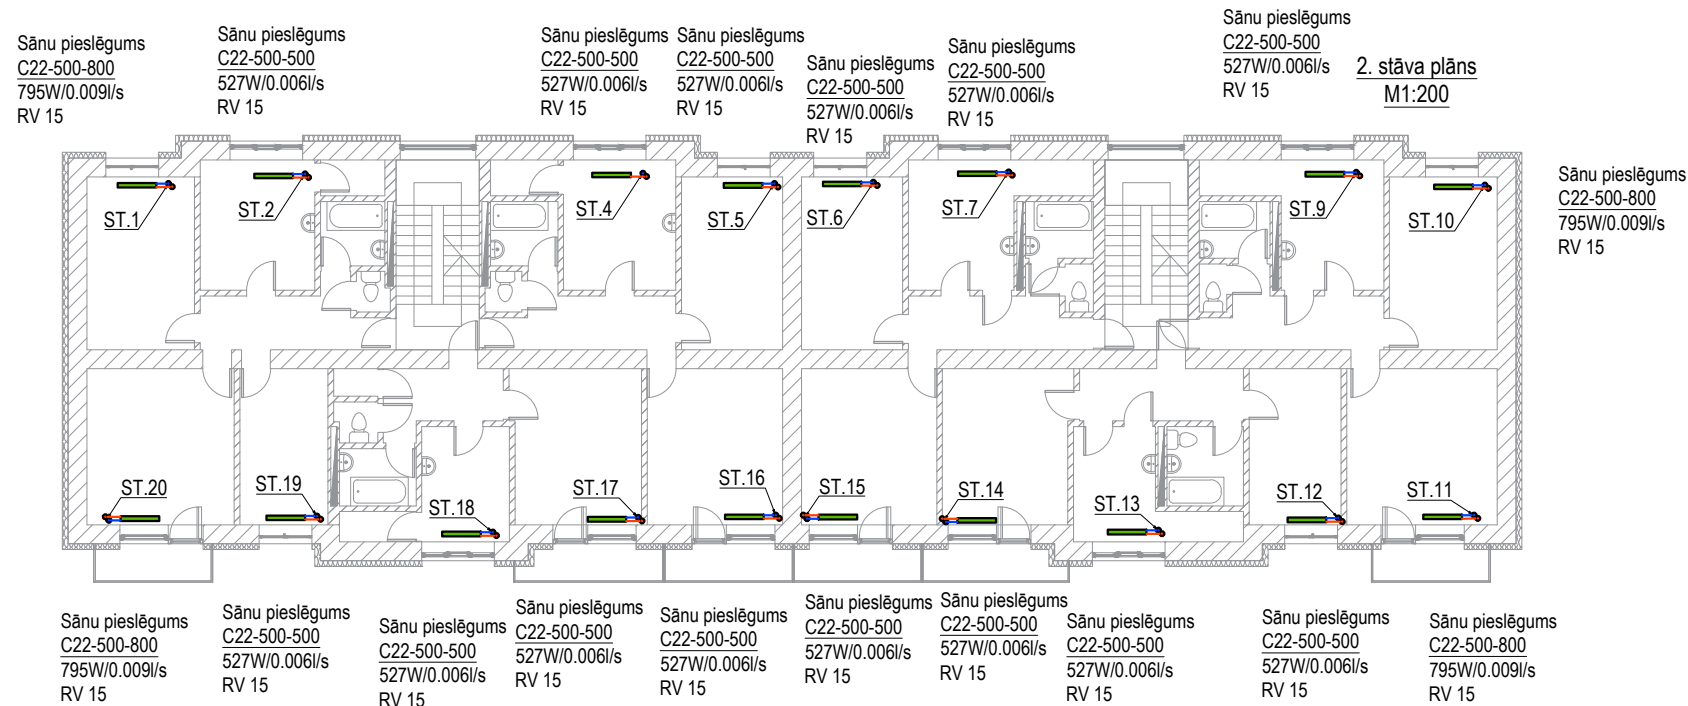 Sānu pieslēgums
C22-500-800
795W/0.009l/s
RV 15
Sānu pieslēgums
C22-500-500
527W/0.006l/s
RV 15
Sānu pieslēgums
C22-500-500
527W/0.006l/s
RV 15
Sānu pieslēgums
C22-500-500
527W/0.006l/s
RV 15
Sānu pieslēgums
C22-500-500
527W/0.006l/s
RV 15
Sānu pieslēgums
C22-500-500
527W/0.006l/s
RV 15
Sānu pieslēgums
C22-500-500
527W/0.006l/s
RV 15
2. stāva plāns
M1:200
Sānu pieslēgums
C22-500-800
795W/0.009l/s
RV 15
ST.1
ST.2
ST.4
ST.5
ST.6
ST.7
ST.9
ST.10
ST.20
ST.19
ST.18
ST.17
ST.16
ST.15
ST.14
ST.13
ST.12
ST.11
Sānu pieslēgums
C22-500-800
795W/0.009l/s
RV 15
Sānu pieslēgums
C22-500-500
527W/0.006l/s
RV 15
Sānu pieslēgums
C22-500-500
527W/0.006l/s
RV 15
Sānu pieslēgums
C22-500-500
527W/0.006l/s
RV 15
Sānu pieslēgums
C22-500-500
527W/0.006l/s
RV 15
Sānu pieslēgums
C22-500-500
527W/0.006l/s
RV 15
Sānu pieslēgums
C22-500-500
527W/0.006l/s
RV 15
Sānu pieslēgums
C22-500-500
527W/0.006l/s
RV 15
Sānu pieslēgums
C22-500-500
527W/0.006l/s
RV 15
Sānu pieslēgums
C22-500-800
795W/0.009l/s
RV 15